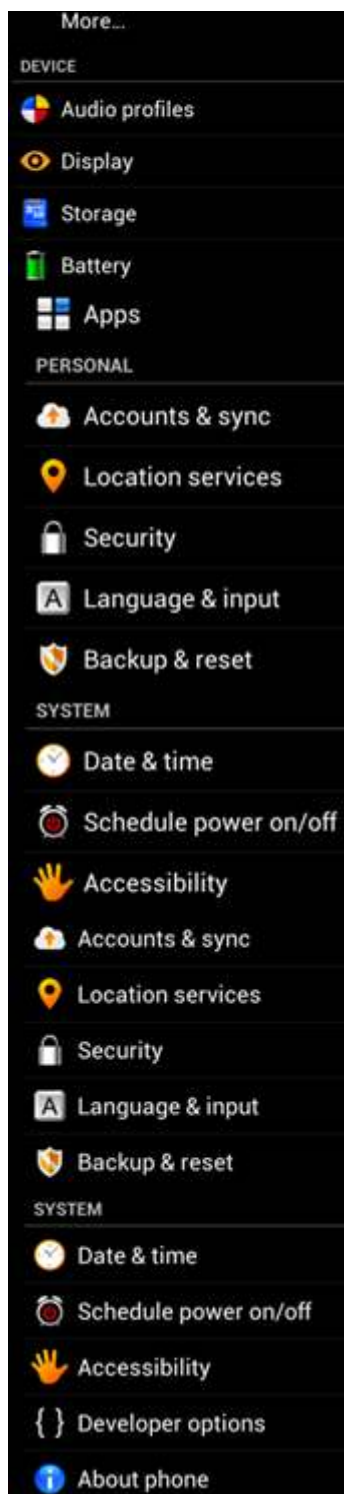 More...
DEVICE
Audio profiles
Display
Storage
Battery
Apps
PERSONAL
Accounts & sync
Location services
Security
A Language & input
Backup & reset
SYSTEM
Date & time
Schedule power on/off
Accessibility
Accounts & sync
Location services
Security
A Language & input
Backup & reset
SYSTEM
Date & time
Schedule power on/off
Accessibility
{ } Developer options
i About phone